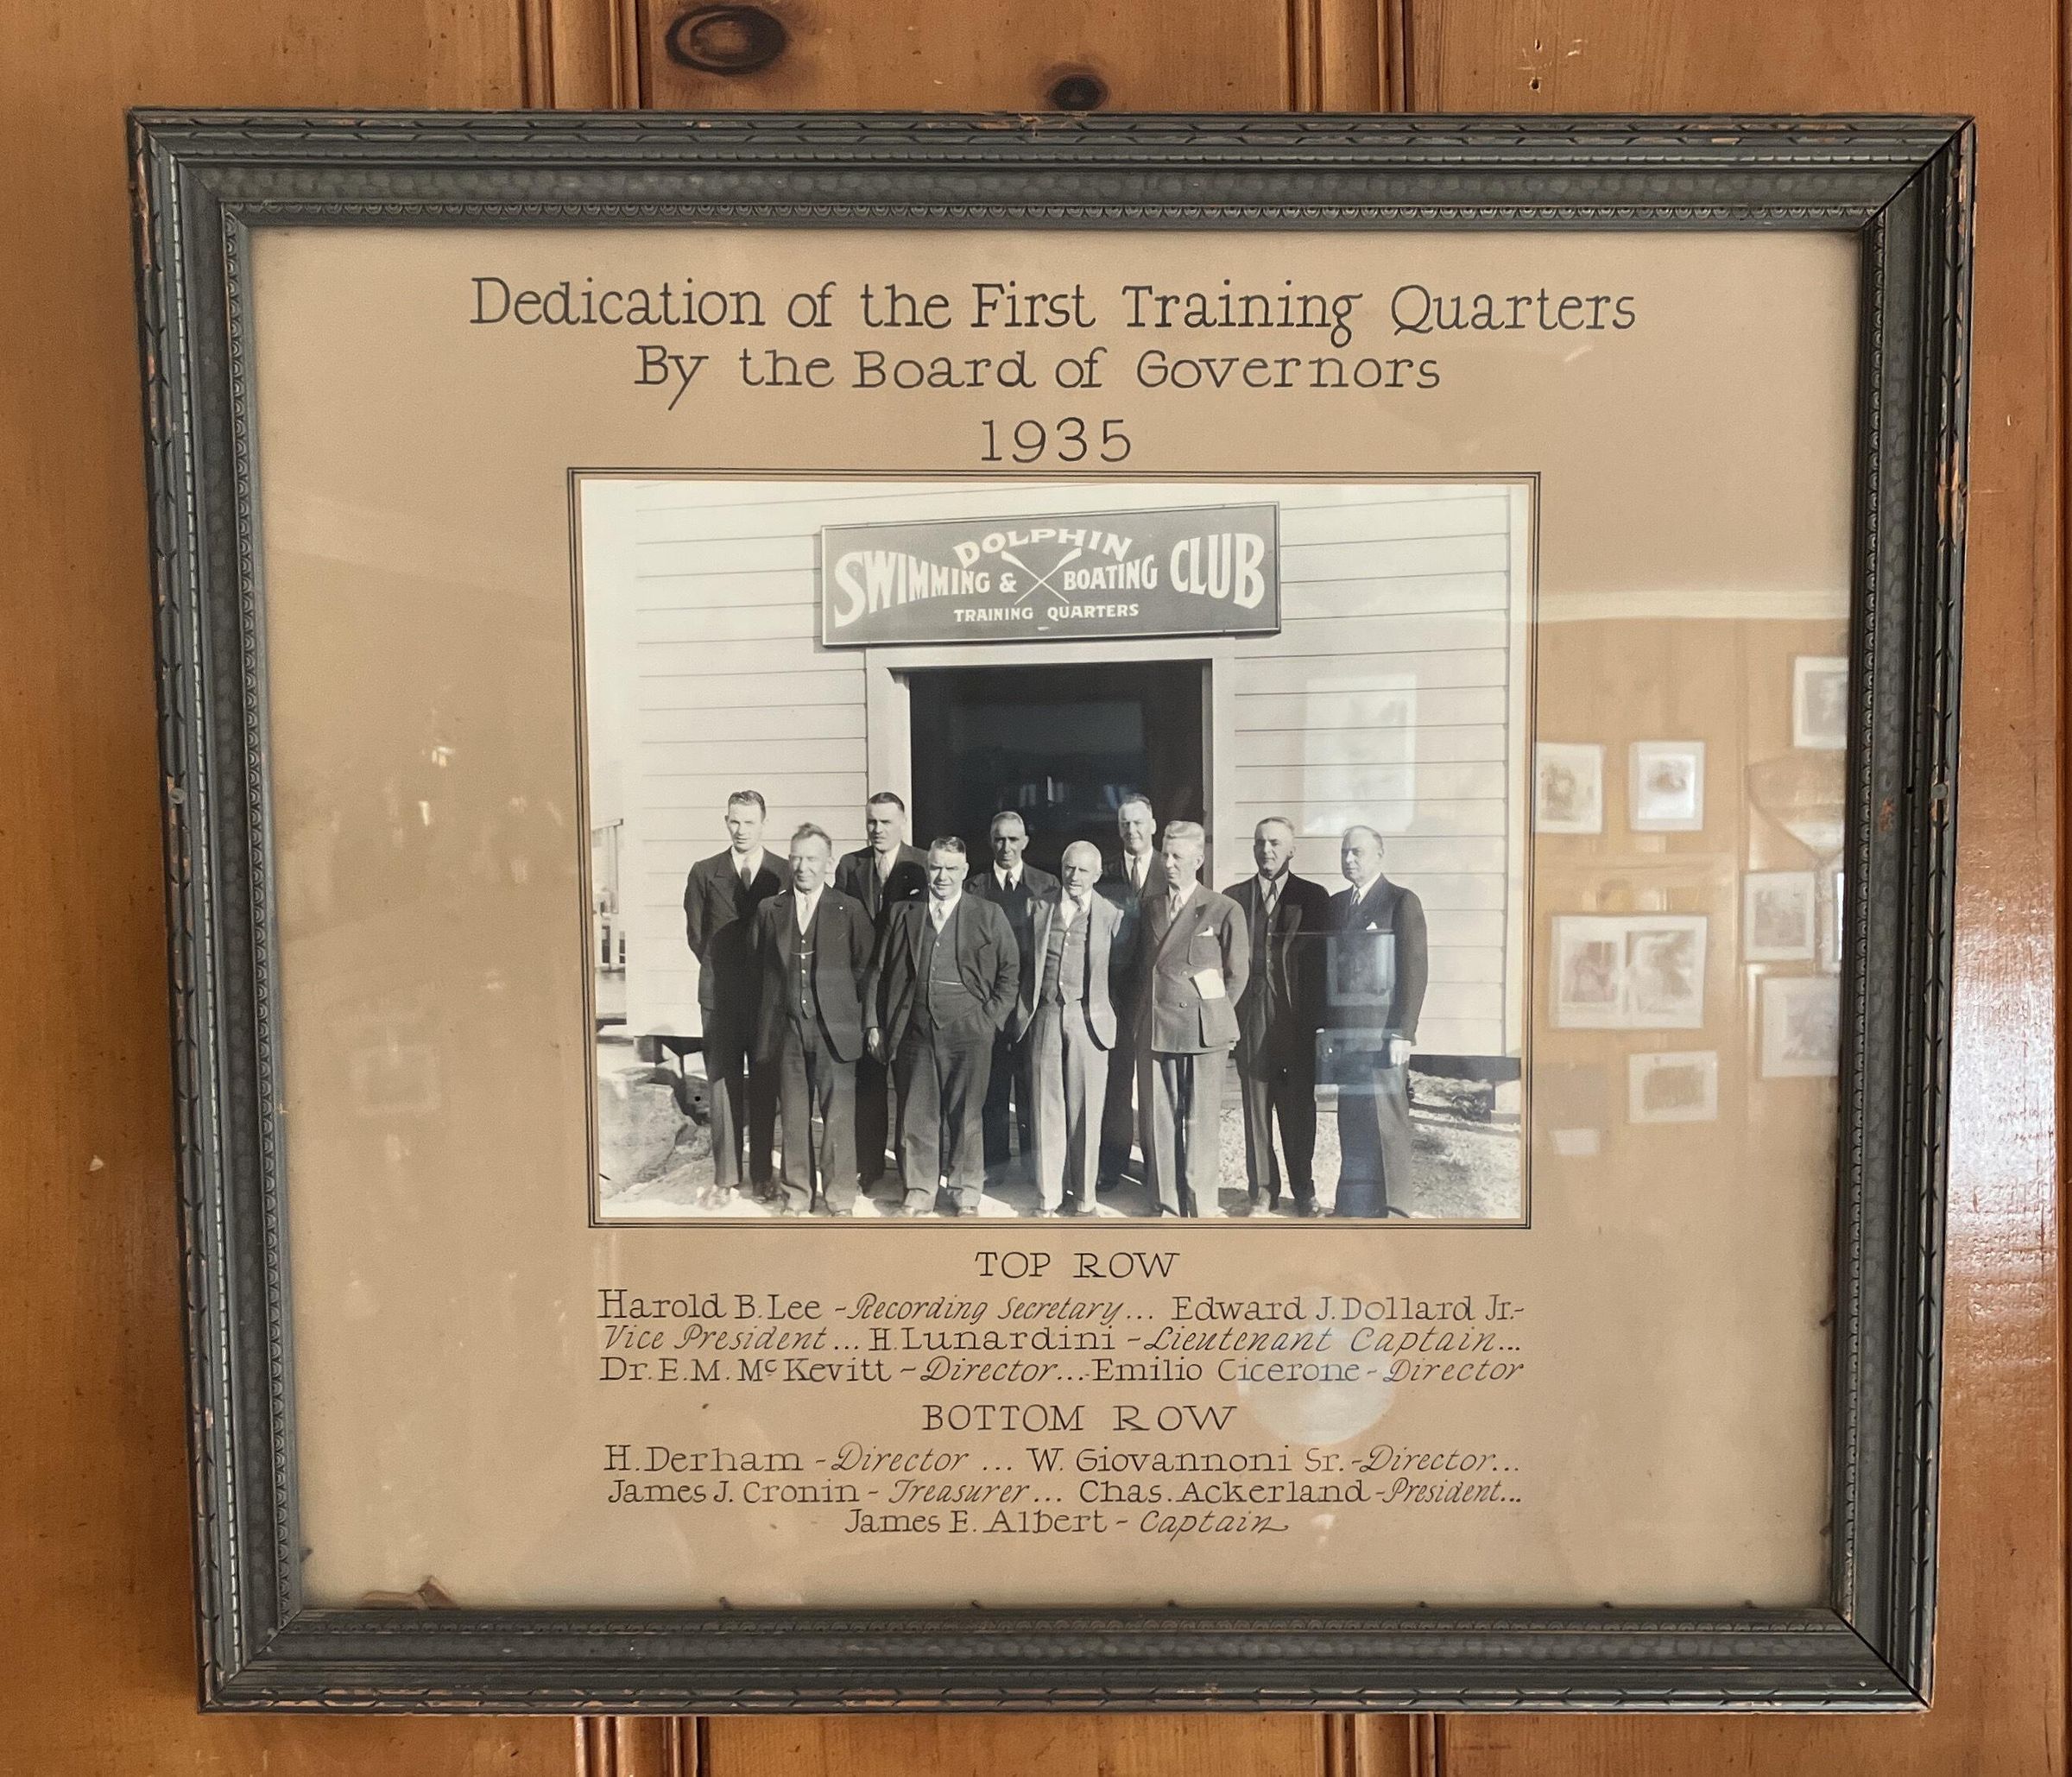 Dedication of the First Training Quarters
By the Board of Governors
1935
DOLPHIN
SWIMMING & BOATING CLUB
TRAINING QUARTERS
TOP ROW
Harold B. Lee - Recording Secretary... Edward J. Dollard Jr.-
Vice President... H. Lunardini - Lieutenant Captain...
Dr. E.M. McKevitt - Director... Emilio Cicerone - Director
BOTTOM ROW
H. Derham - Director ... W. Giovannoni Sr. - Director...
James J. Cronin - Treasurer... Chas. Ackerland - President...
James E. Albert - Captain